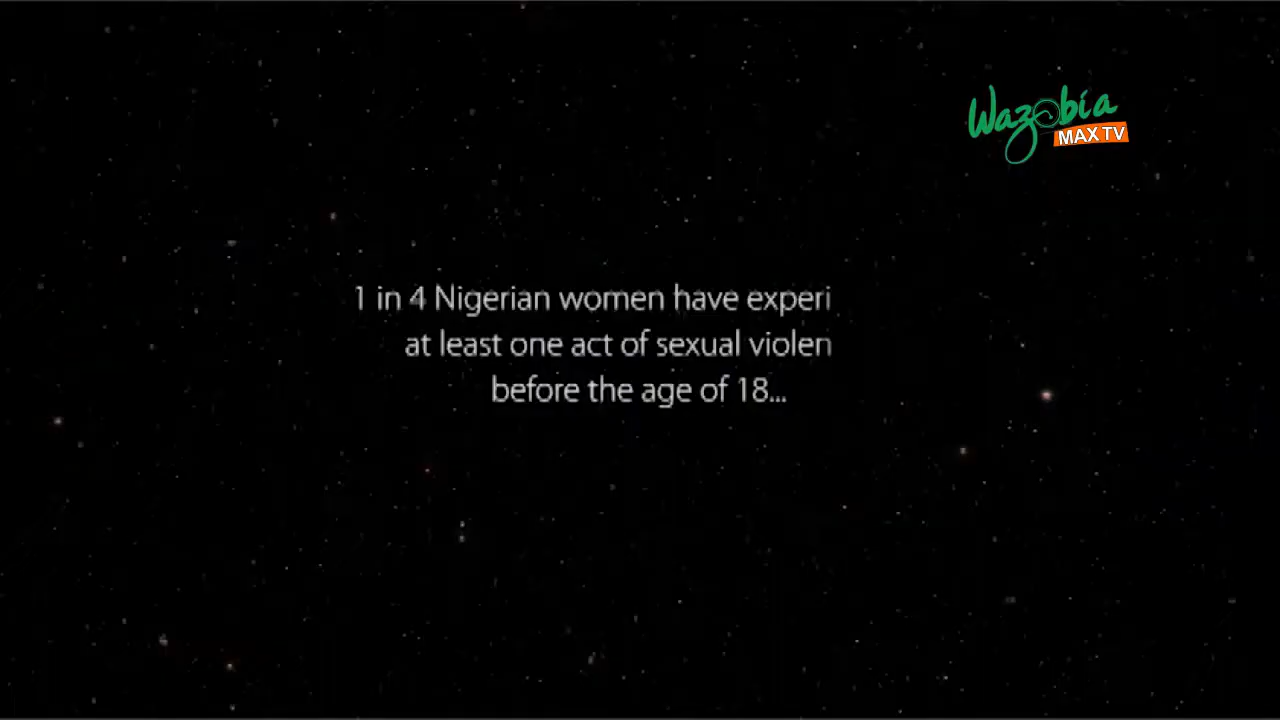 Wazobia
MAX TV
1 in 4 Nigerian women have experi
at least one act of sexual violen
before the age of 18...